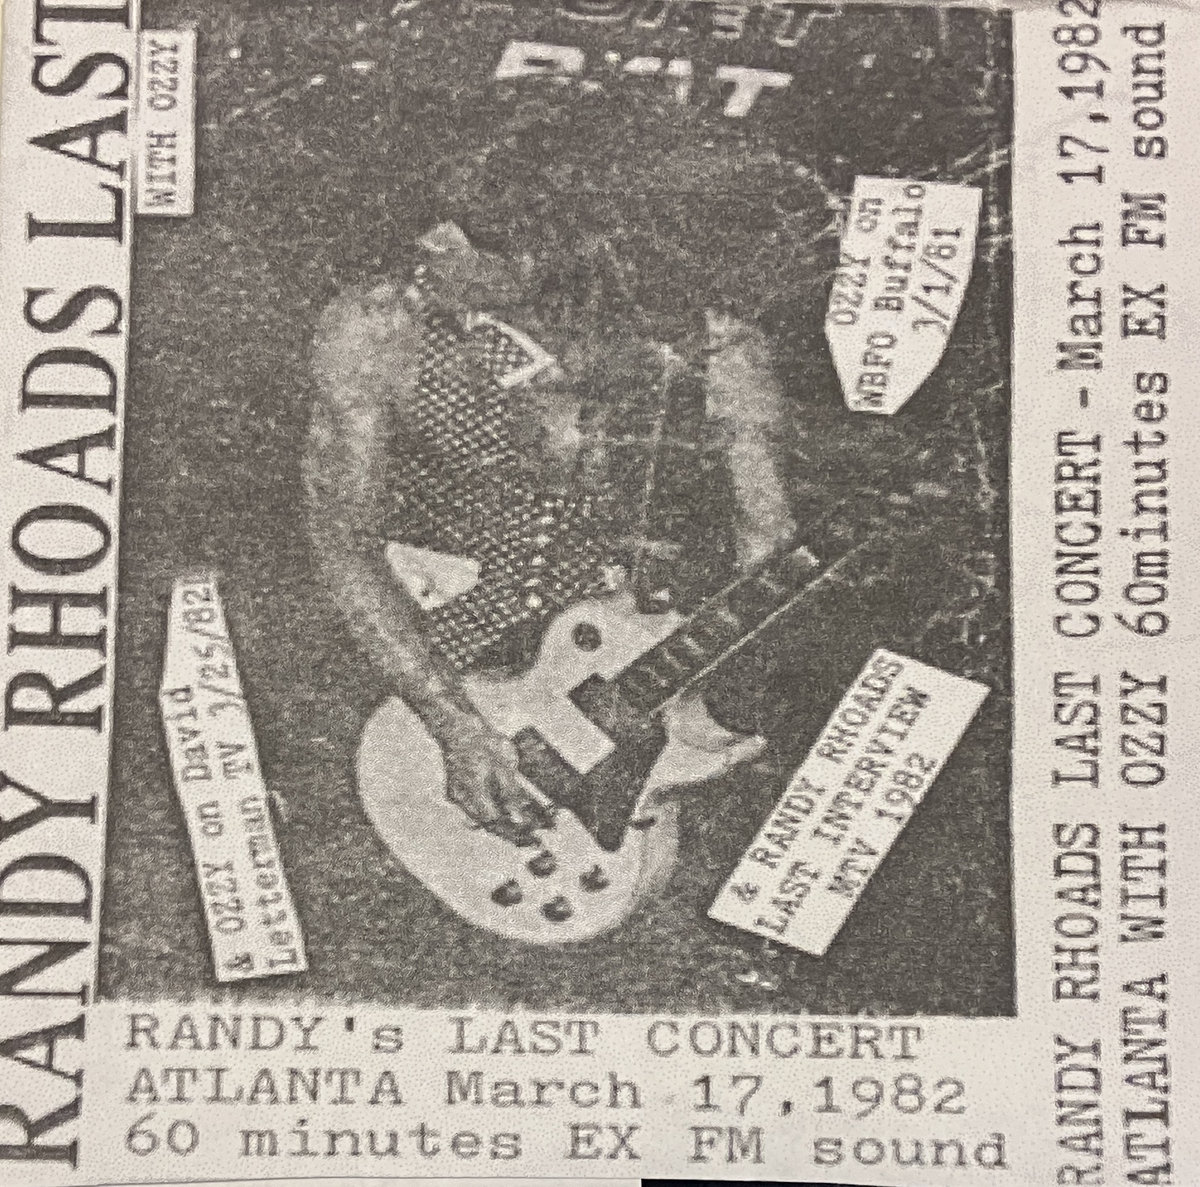 RANDY RHOADS LAST
WITH OZZY
& OZZY on David
Letterman TV 3/25/82
OZZY on
WBFO Buffalo
3/1/81
& RANDY RHOADS
LAST INTERVIEW
MTV 1982
RANDY's LAST CONCERT
ATLANTA March 17,1982
60 minutes EX FM sound
RANDY RHOADS LAST CONCERT -March 17,1982
ATLANTA WITH OZZY 60minutes EX FM sound